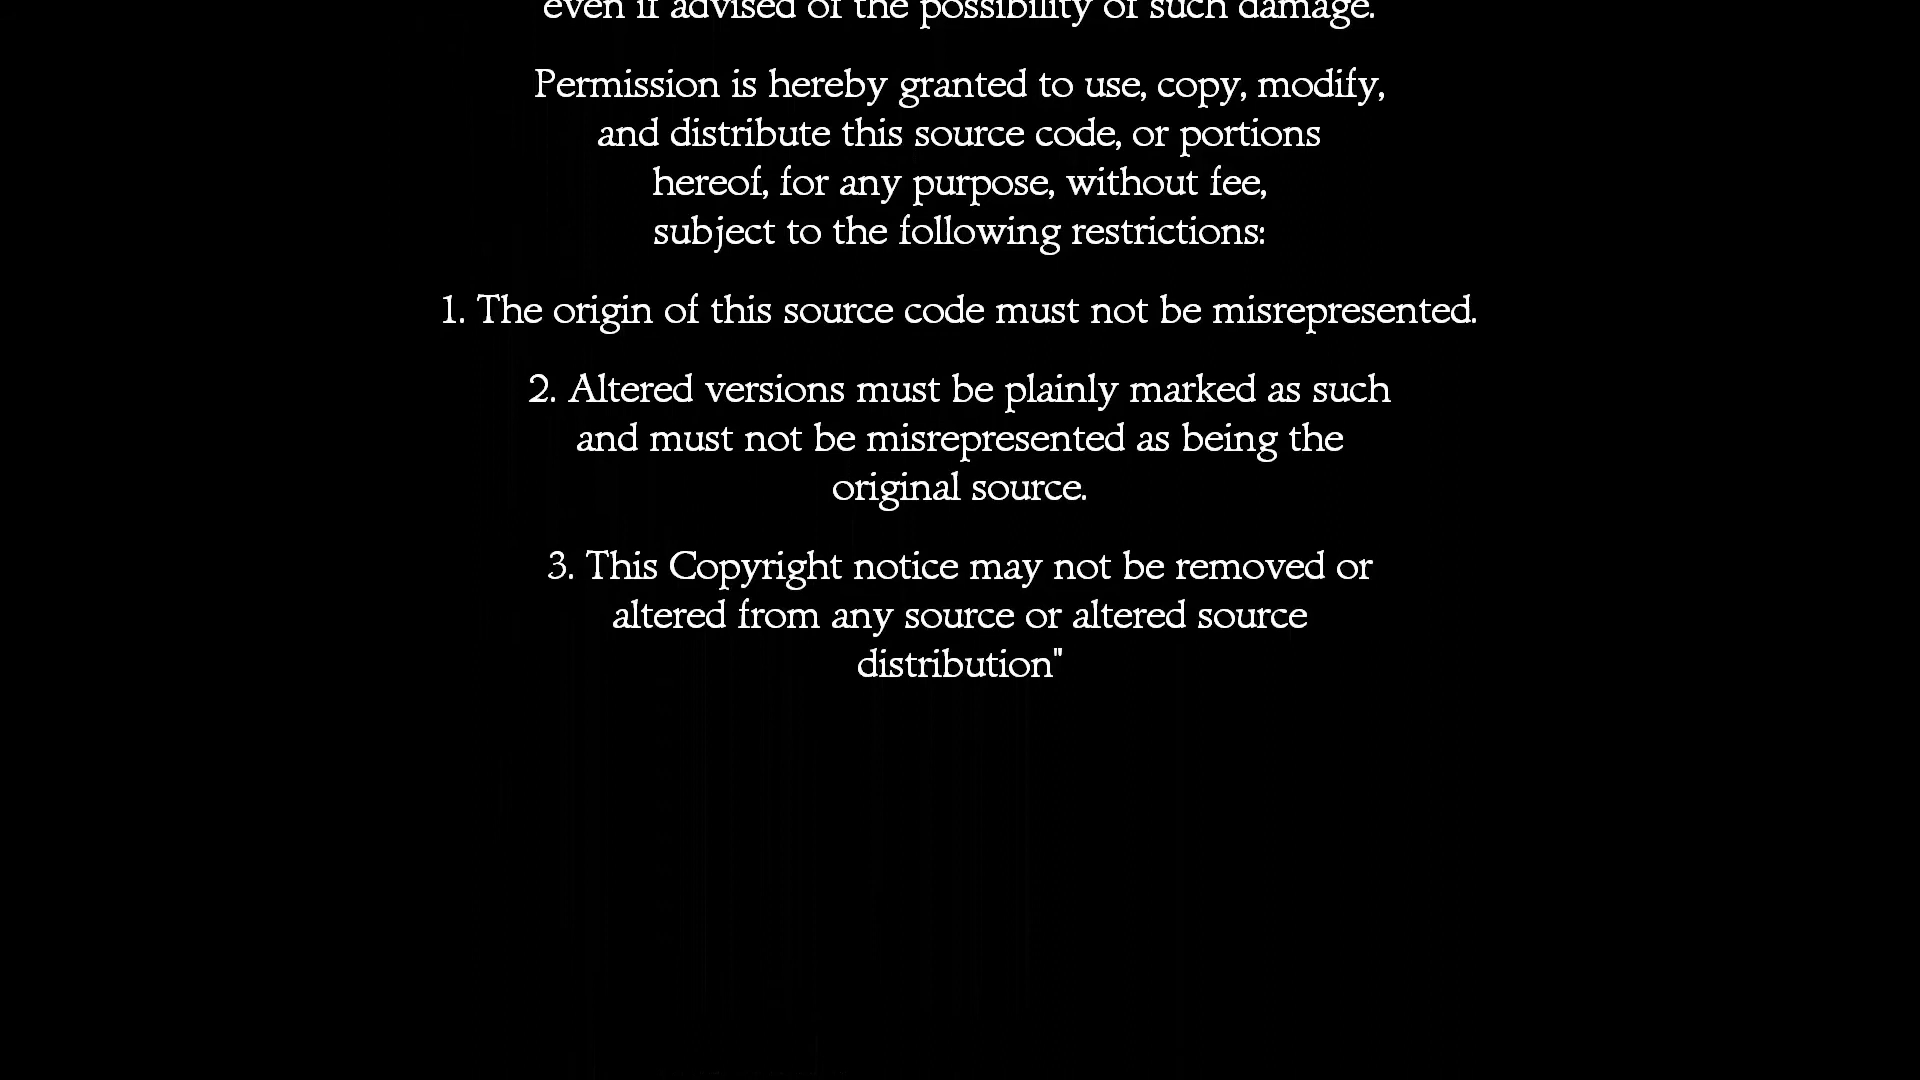 even if advised of the possibility of such damage.
Permission is hereby granted to use, copy, modify,
and distribute this source code, or portions
hereof, for any purpose, without fee,
subject to the following restrictions:
1. The origin of this source code must not be misrepresented.
2. Altered versions must be plainly marked as such
and must not be misrepresented as being the
original source.
3. This Copyright notice may not be removed or
altered from any source or altered source
distribution"